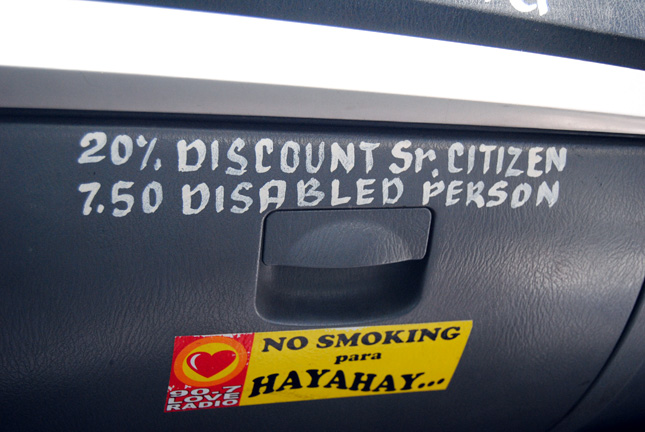 20% DISCOUNT Sr. CITIZEN
7.50 DISABLED PERSON
NO SMOKING
para
HAYAHAY...
90.7
LOVE
RADIO